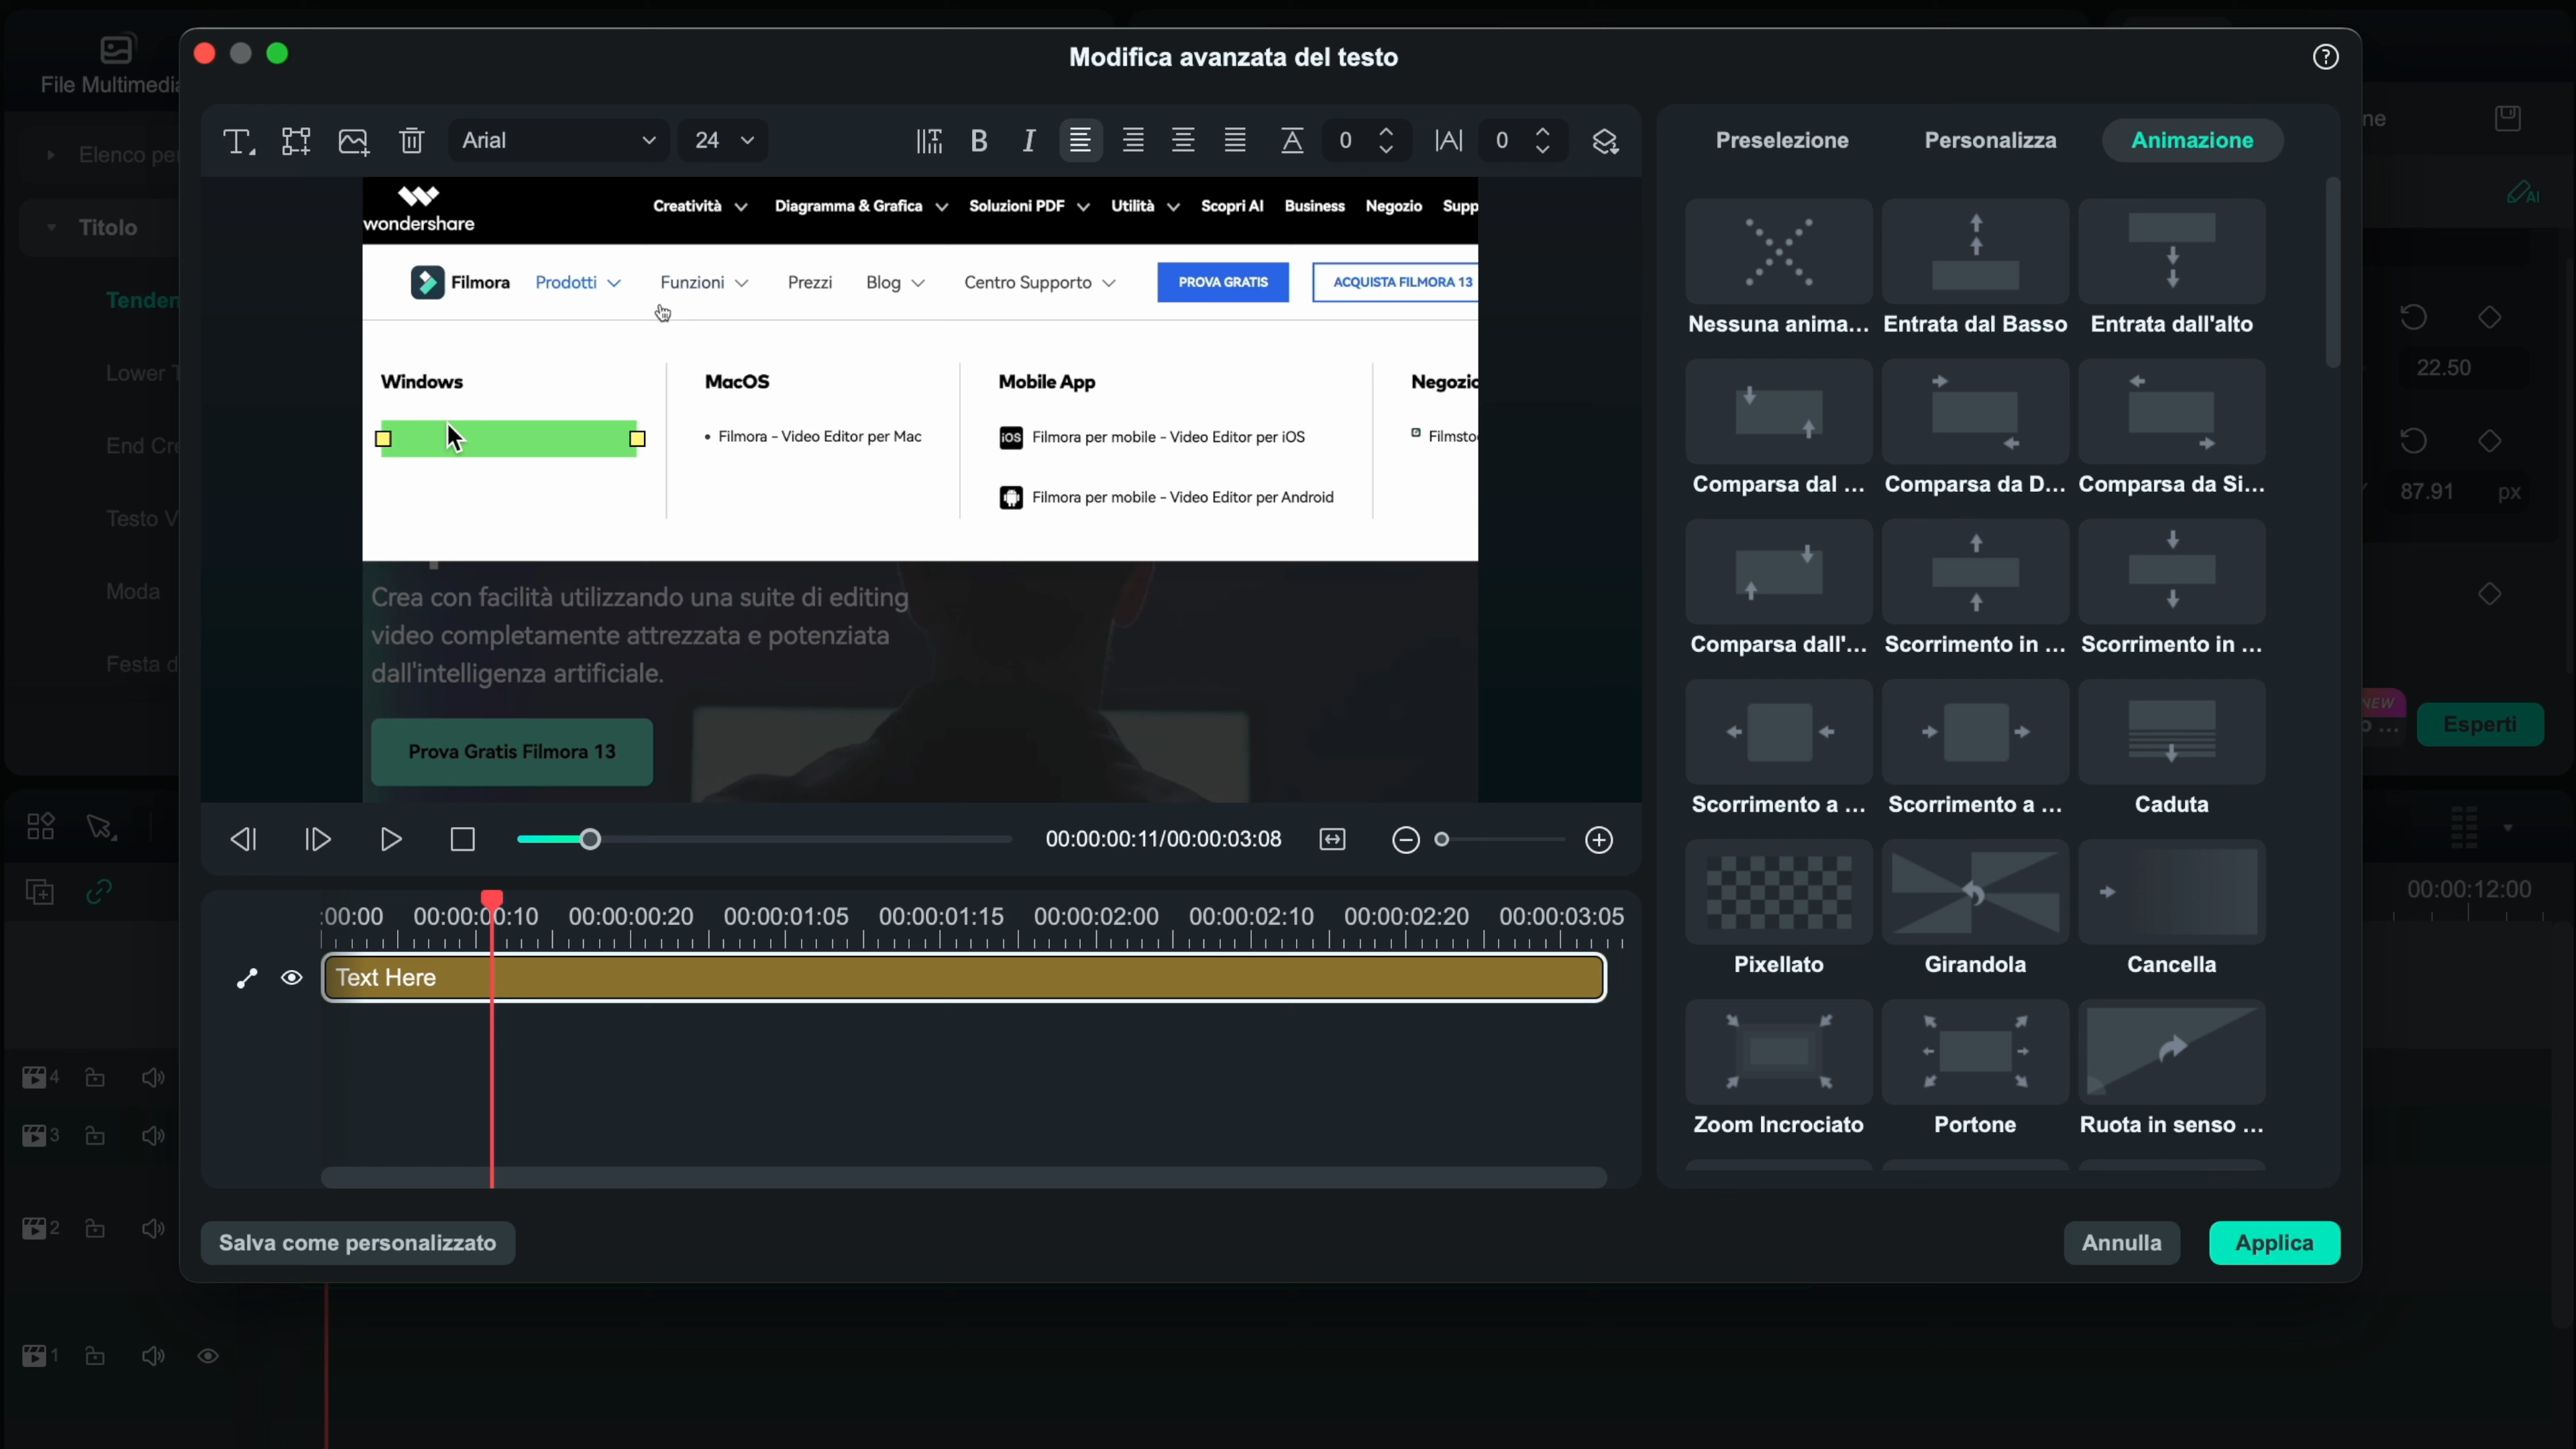 Modifica avanzata del testo
File Multimedia
Elenco per
Titolo
Tenden
Lower T
End Cre
Testo V
Moda
Festa d
Arial
24
B
I
0
0
Preselezione
Personalizza
Animazione
wondershare
Creatività
Diagramma & Grafica
Soluzioni PDF
Utilità
Scopri AI
Business
Negozio
Supp
Filmora
Prodotti
Funzioni
Prezzi
Blog
Centro Supporto
PROVA GRATIS
ACQUISTA FILMORA 13
Windows
MacOS
Mobile App
Negozio
• Filmora - Video Editor per Mac
iOS
Filmora per mobile - Video Editor per iOS
Filmsto
Filmora per mobile - Video Editor per Android
Crea con facilità utilizzando una suite di editing
video completamente attrezzata e potenziata
dall'intelligenza artificiale.
Prova Gratis Filmora 13
Nessuna anima...
Entrata dal Basso
Entrata dall'alto
Comparsa dal ...
Comparsa da D...
Comparsa da Si...
Comparsa dall'...
Scorrimento in ...
Scorrimento in ...
Scorrimento a ...
Scorrimento a ...
Caduta
Pixellato
Girandola
Cancella
Zoom Incrociato
Portone
Ruota in senso ...
00:00:00:11/00:00:03:08
:00:00
00:00:00:10
00:00:00:20
00:00:01:05
00:00:01:15
00:00:02:00
00:00:02:10
00:00:02:20
00:00:03:05
Text Here
Salva come personalizzato
Annulla
Applica
ne
AI
22.50
87.91
px
NEW
Esperti
00:00:12:00
4
3
2
1